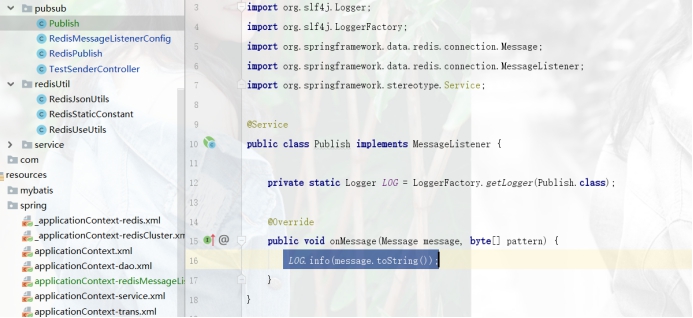 pubsub
Publish
RedisMessageListenerConfig
RedisPublish
TestSenderController
redisUtil
RedisJsonUtils
RedisStaticConstant
RedisUseUtils
service
com
resources
mybatis
spring
_applicationContext-redis.xml
_applicationContext-redisCluster.xm
applicationContext.xml
applicationContext-dao.xml
applicationContext-redisMessageLi
applicationContext-service.xml
applicationContext-trans.xml
3 import org.slf4j.Logger;
4 import org.slf4j.LoggerFactory;
5 import org.springframework.data.redis.connection.Message;
6 import org.springframework.data.redis.connection.MessageListener;
7 import org.springframework.stereotype.Service;
8
9 @Service
10 public class Publish implements MessageListener {
11
12 private static Logger LOG = LoggerFactory.getLogger(Publish.class);
13
14 @Override
15 @ public void onMessage(Message message, byte[] pattern) {
16 LOG.info(message.toString());
17 }
18 }